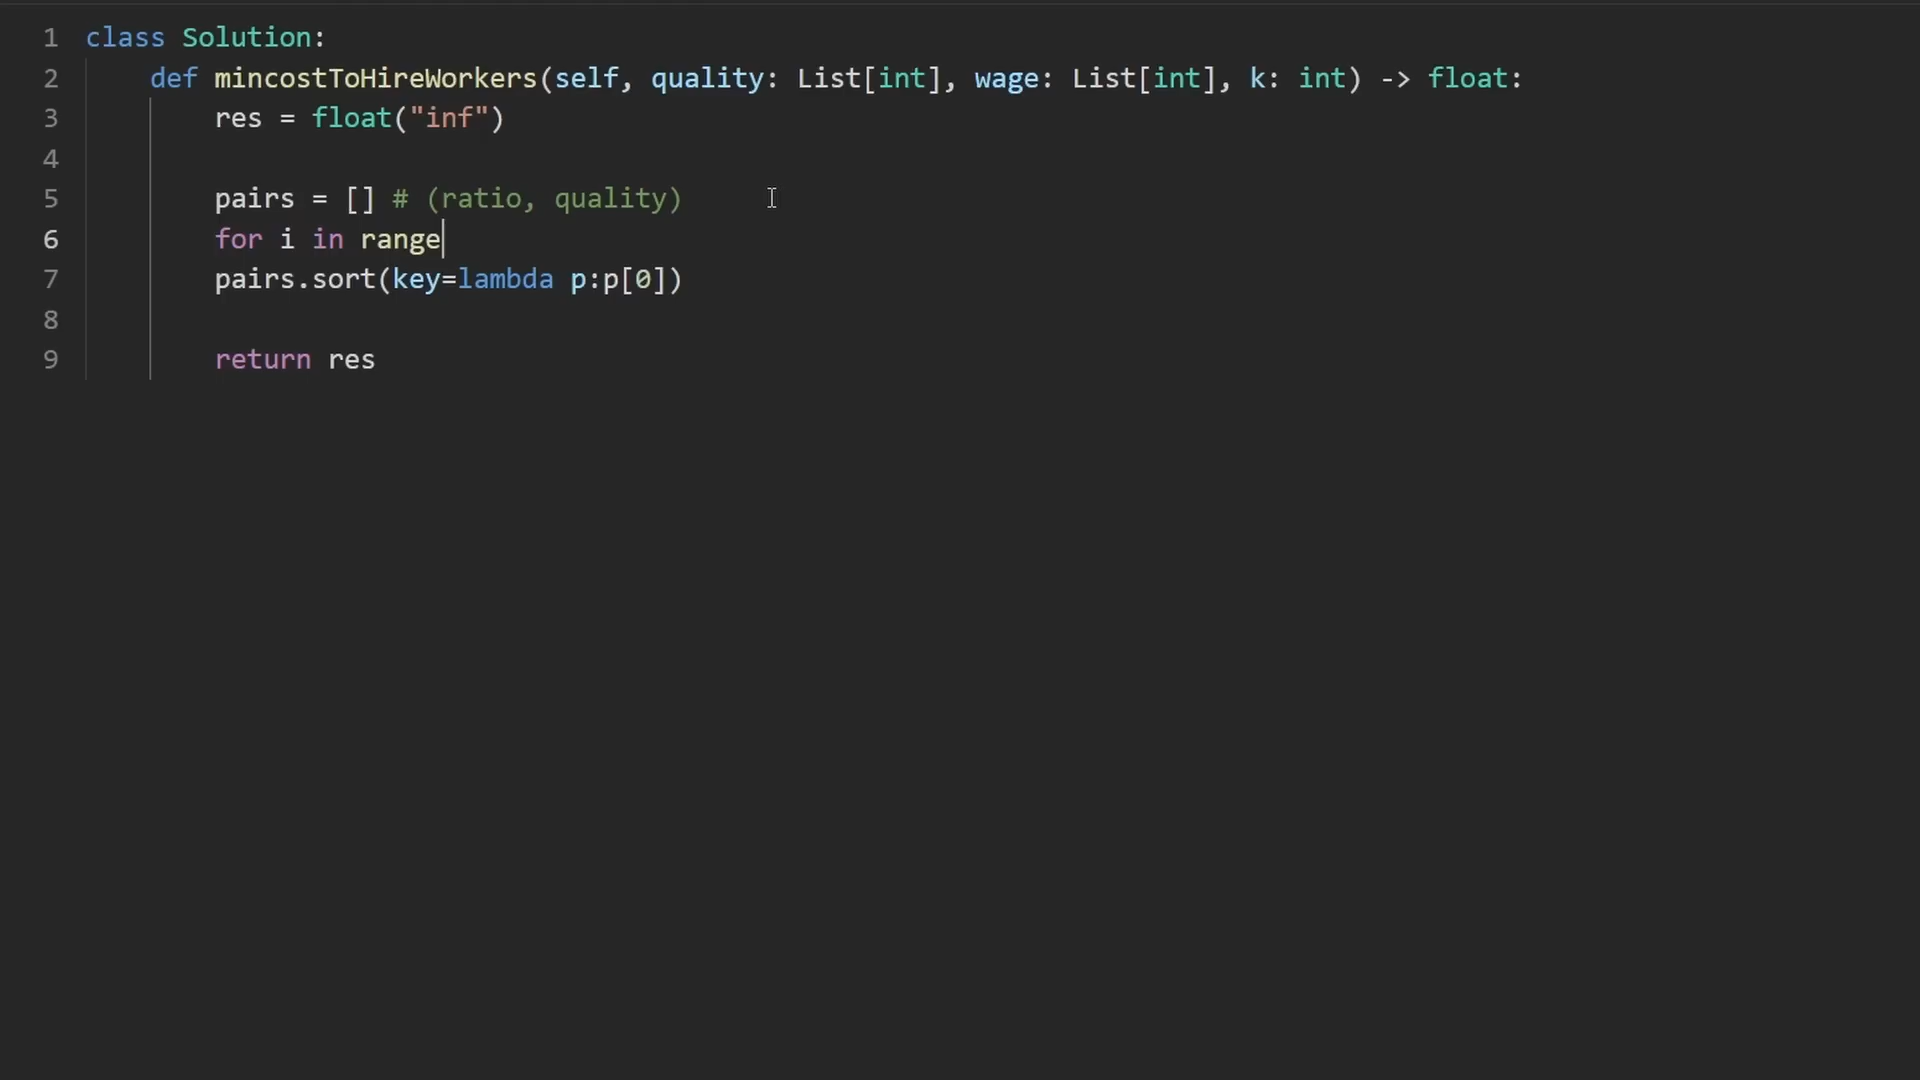 1 class Solution:
2 def mincostToHireWorkers(self, quality: List[int], wage: List[int], k: int) -> float:
3 res = float("inf")
4
5 pairs = [] # (ratio, quality)
6 for i in range
7 pairs.sort(key=lambda p:p[0])
8
9 return res